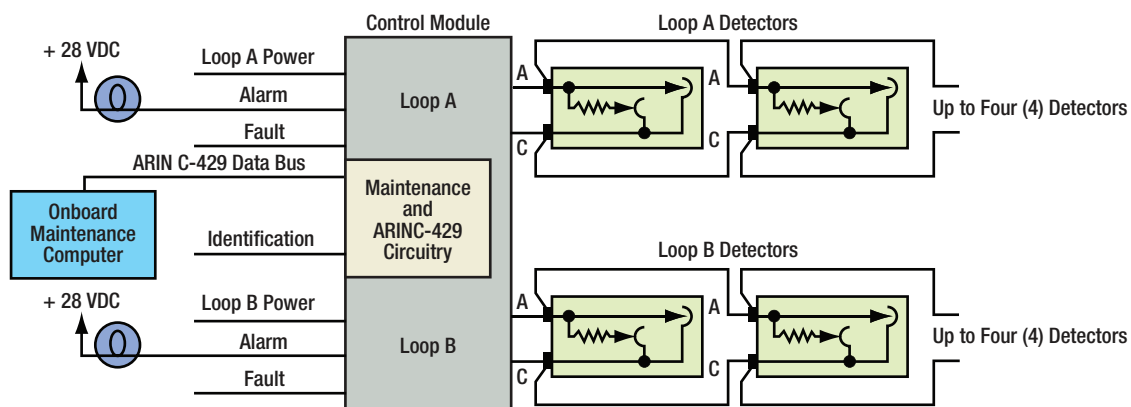 Control Module
Loop A Detectors
+ 28 VDC
Loop A Power
Alarm
Fault
Loop A
A
C
A
C
Up to Four (4) Detectors
ARIN C-429 Data Bus
Onboard
Maintenance
Computer
Maintenance
and
ARINC-429
Circuitry
Identification
Loop B Detectors
+ 28 VDC
Loop B Power
Alarm
Fault
Loop B
A
C
A
C
Up to Four (4) Detectors